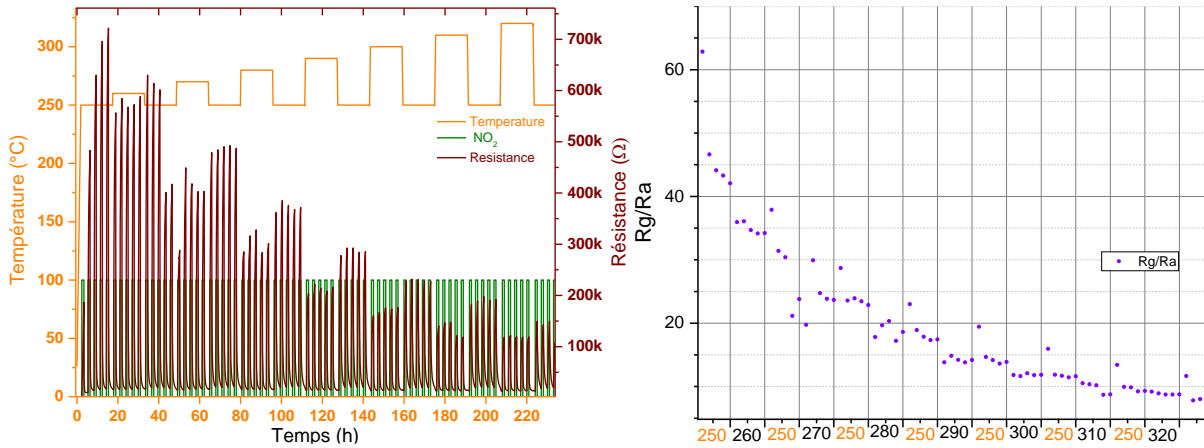 300
250
200
150
100
50
0
Température (°C)
0 20 40 60 80 100 120 140 160 180 200 220
Temps (h)
700k
600k
500k
400k
300k
200k
100k
Résistance (Ω)
Temperature
NO2
Resistance
60
40
20
Rg/Ra
Rg/Ra
250 260 250 270 250 280 250 290 250 300 250 310 250 320